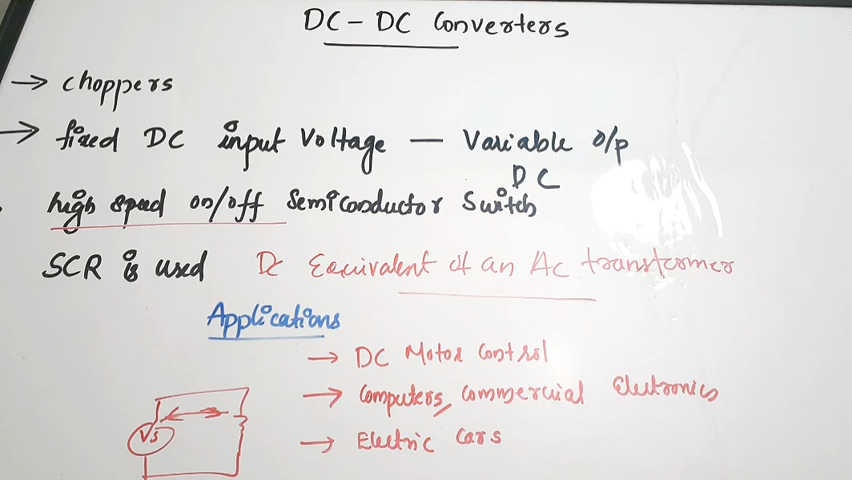 DC - DC Converters
→ choppers
→ fixed DC input Voltage — Variable o/p
DC
high speed on/off Semiconductor Switch
SCR is used DC Equivalent of an AC transformer
Applications
→ DC Motor Control
→ Computers, Commercial Electronics
→ Electric Cars
Vs